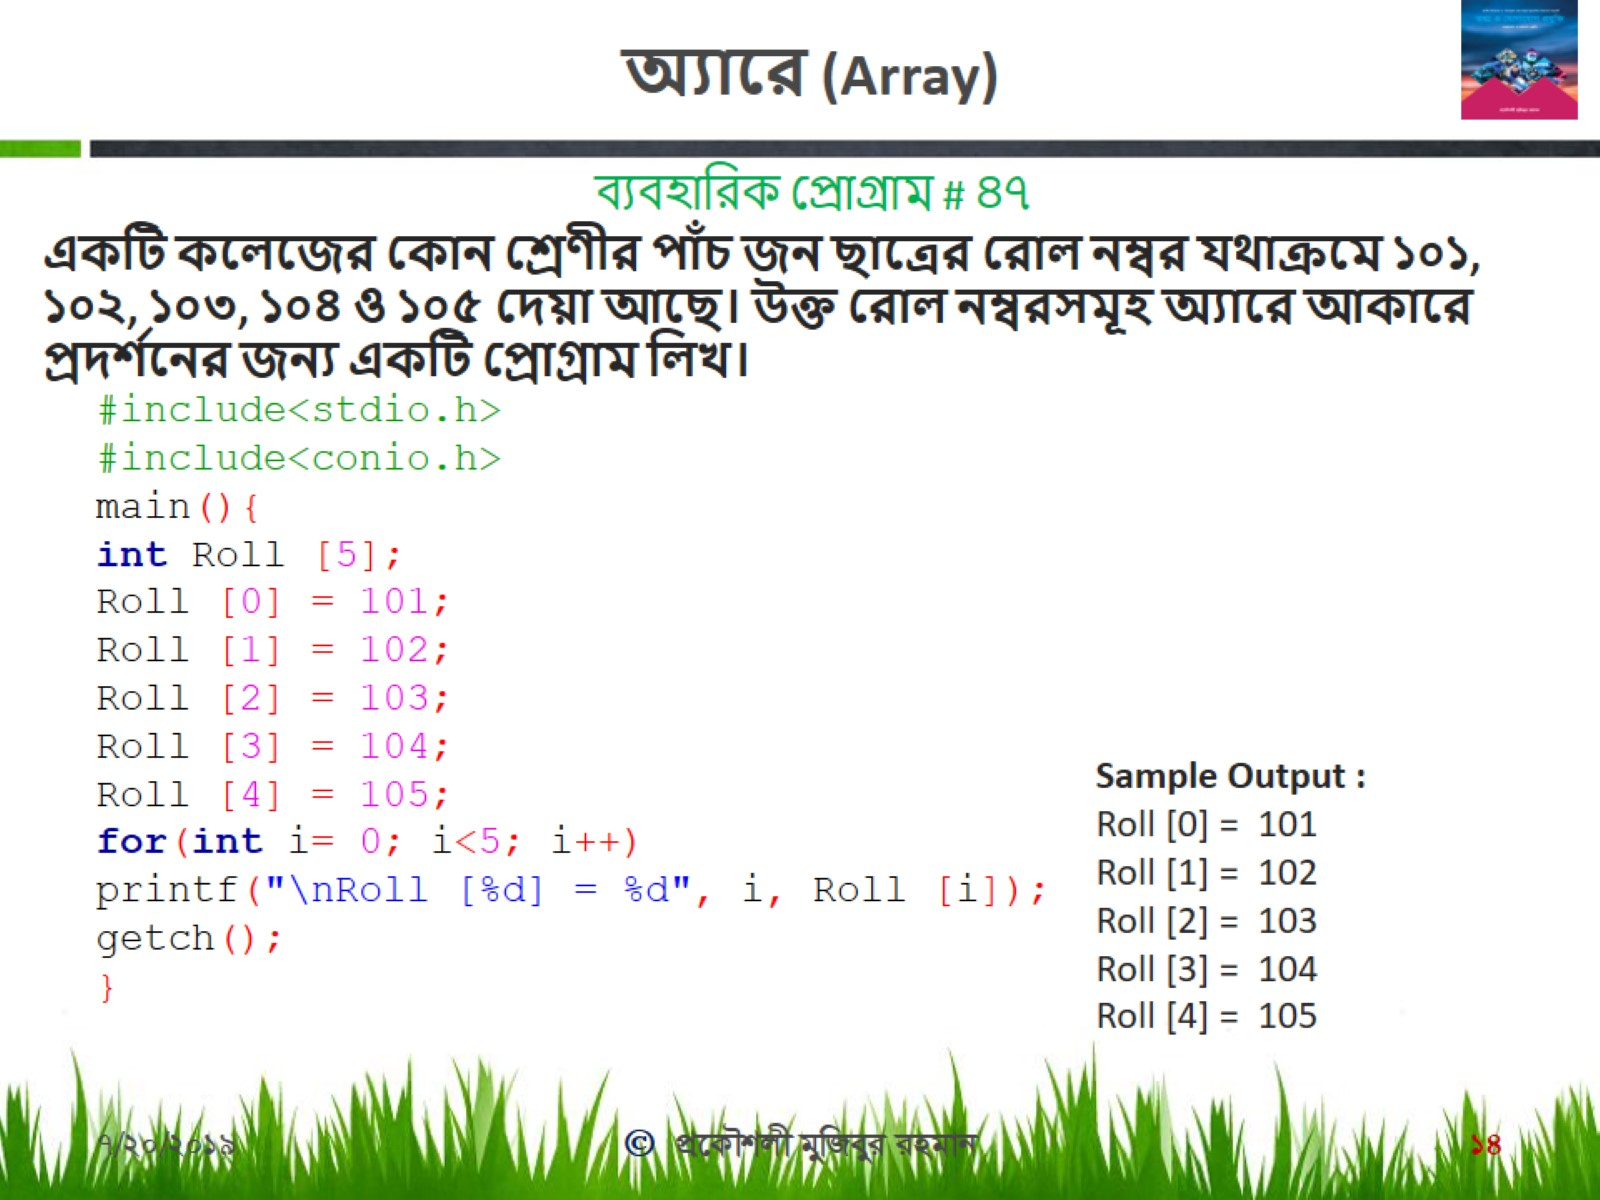 অ্যারে (Array)
ব্যবহারিক প্রোগ্রাম # ৪৭
একটি কলেজের কোন শ্রেণীর পাঁচ জন ছাত্রের রোল নম্বর যথাক্রমে ১০১,
১০২, ১০৩, ১০৪ ও ১০৫ দেয়া আছে। উক্ত রোল নম্বরসমূহ অ্যারে আকারে
প্রদর্শনের জন্য একটি প্রোগ্রাম লিখ।
#include<stdio.h>
#include<conio.h>
main(){
int Roll [5];
Roll [0] = 101;
Roll [1] = 102;
Roll [2] = 103;
Roll [3] = 104;
Roll [4] = 105;
for(int i= 0; i<5; i++)
printf("\nRoll [%d] = %d", i, Roll [i]);
getch();
}
Sample Output :
Roll [0] = 101
Roll [1] = 102
Roll [2] = 103
Roll [3] = 104
Roll [4] = 105
৭/২০/২০১৯
© প্রকৌশলী মুজিবুর রহমান
১৪